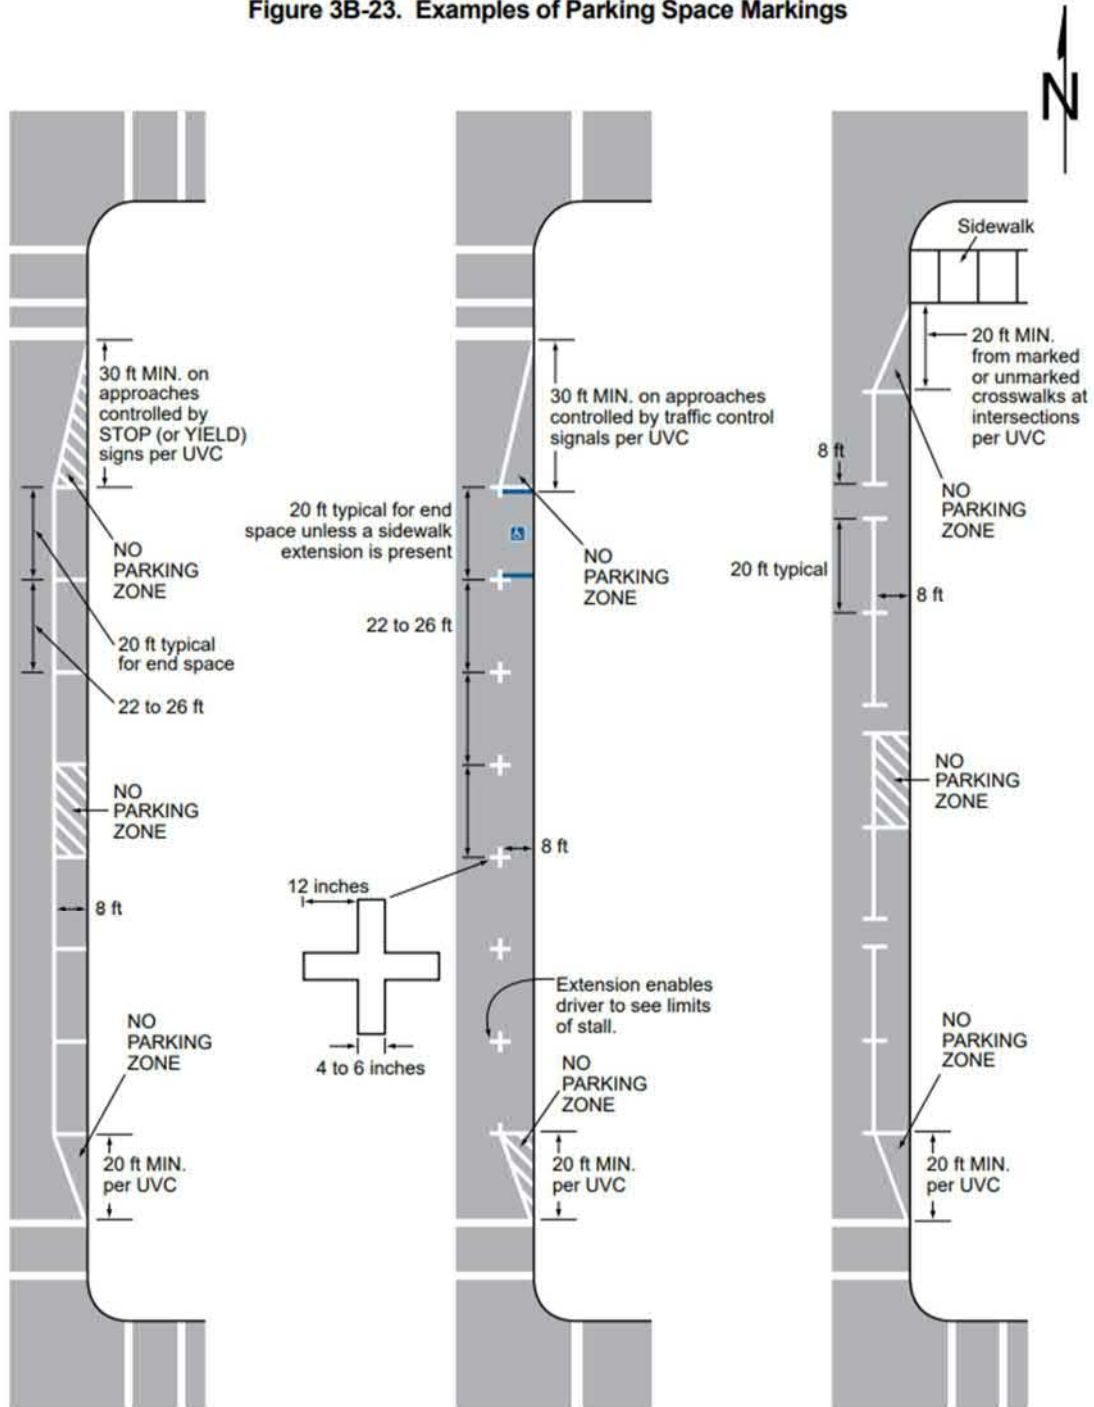 Figure 3B-23. Examples of Parking Space Markings
N
30 ft MIN. on
approaches
controlled by
STOP (or YIELD)
signs per UVC
NO
PARKING
ZONE
20 ft typical
for end space
22 to 26 ft
NO
PARKING
ZONE
8 ft
NO
PARKING
ZONE
20 ft MIN.
per UVC
30 ft MIN. on approaches
controlled by traffic control
signals per UVC
20 ft typical for end
space unless a sidewalk
extension is present
NO
PARKING
ZONE
22 to 26 ft
8 ft
12 inches
4 to 6 inches
Extension enables
driver to see limits
of stall.
NO
PARKING
ZONE
20 ft MIN.
per UVC
Sidewalk
20 ft MIN.
from marked
or unmarked
crosswalks at
intersections
per UVC
8 ft
NO
PARKING
ZONE
20 ft typical
8 ft
NO
PARKING
ZONE
NO
PARKING
ZONE
20 ft MIN.
per UVC